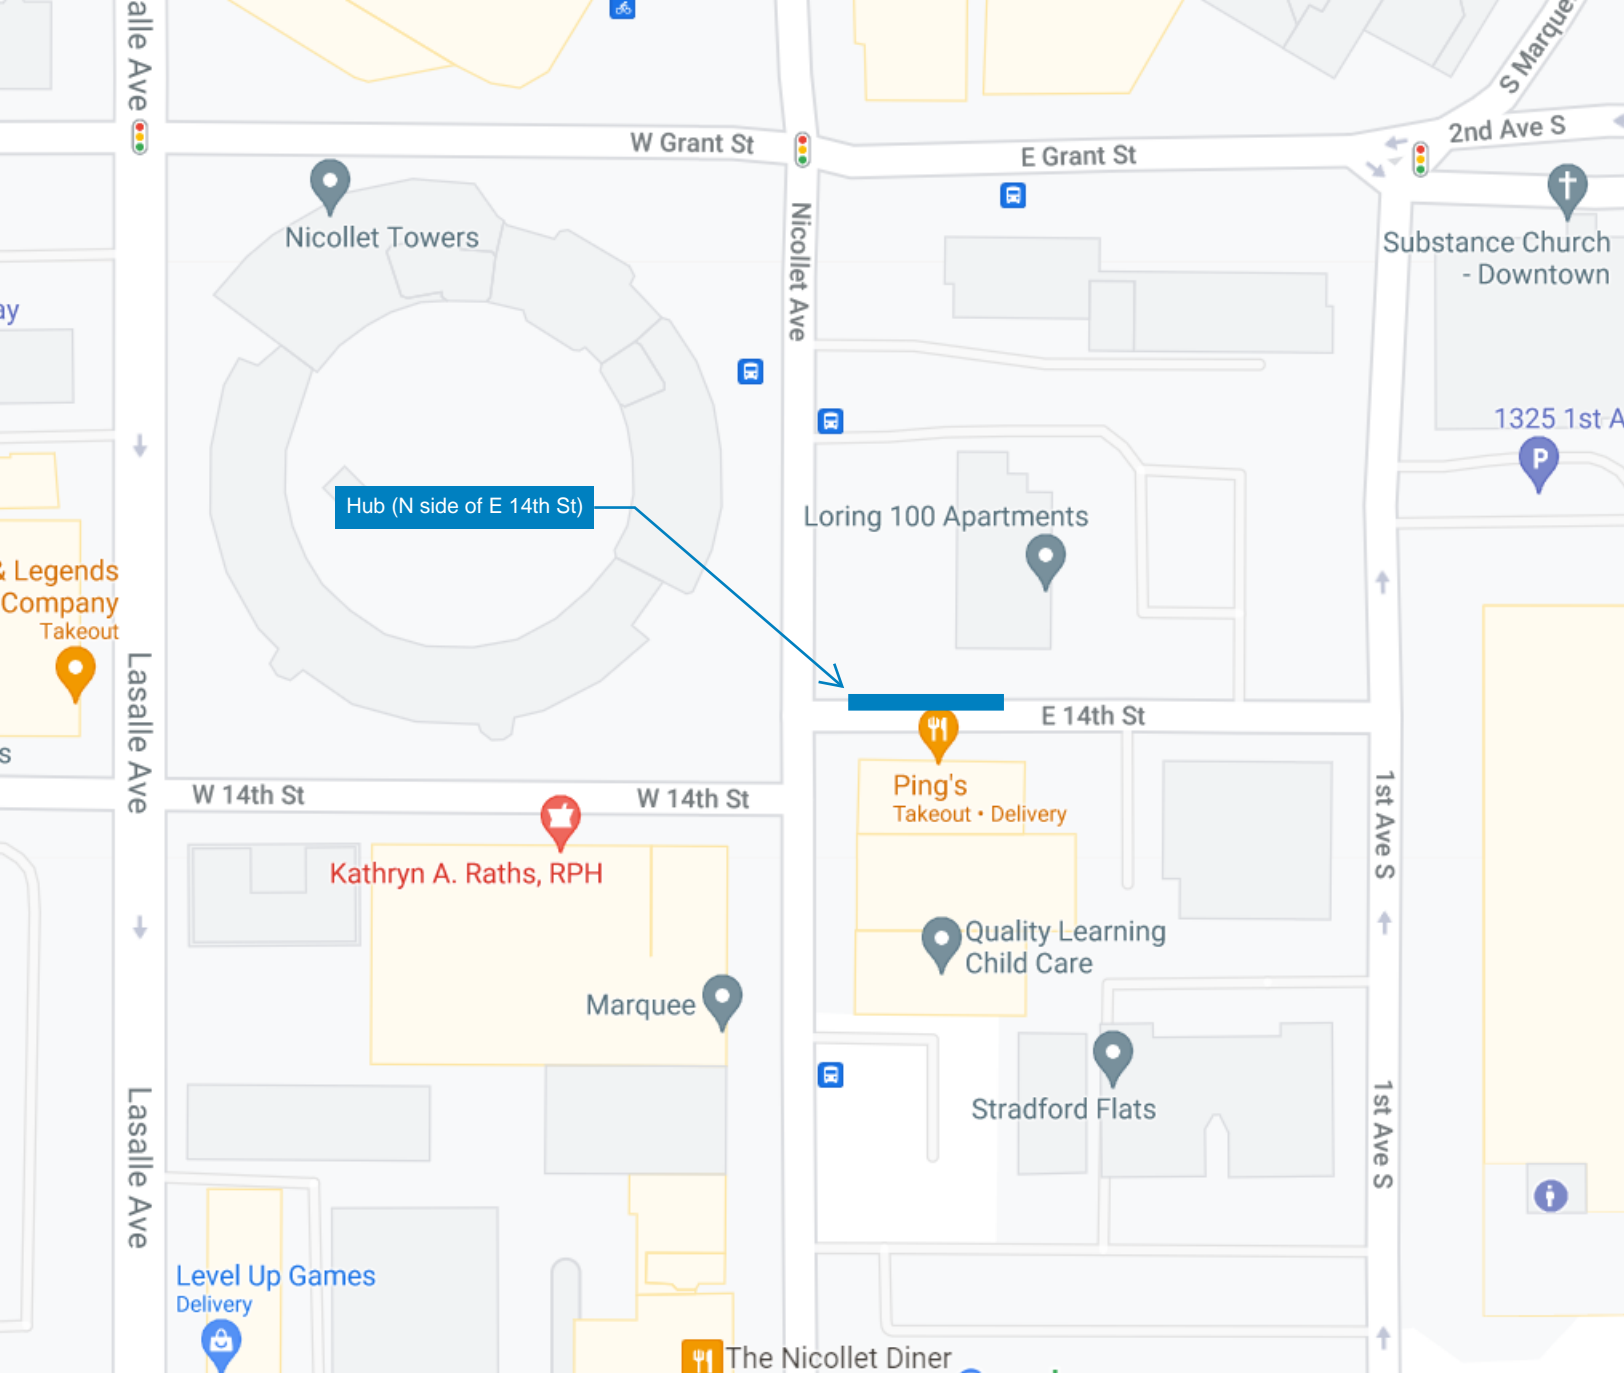 alle Ave
W Grant St
E Grant St
S Marque
2nd Ave S
Nicollet Towers
Nicollet Ave
Substance Church
- Downtown
ay
1325 1st A
P
Hub (N side of E 14th St)
Loring 100 Apartments
& Legends
Company
Takeout
Lasalle Ave
s
E 14th St
W 14th St
W 14th St
Ping's
Takeout • Delivery
1st Ave S
Kathryn A. Raths, RPH
Quality Learning
Child Care
Marquee
Stradford Flats
Lasalle Ave
1st Ave S
Level Up Games
Delivery
The Nicollet Diner